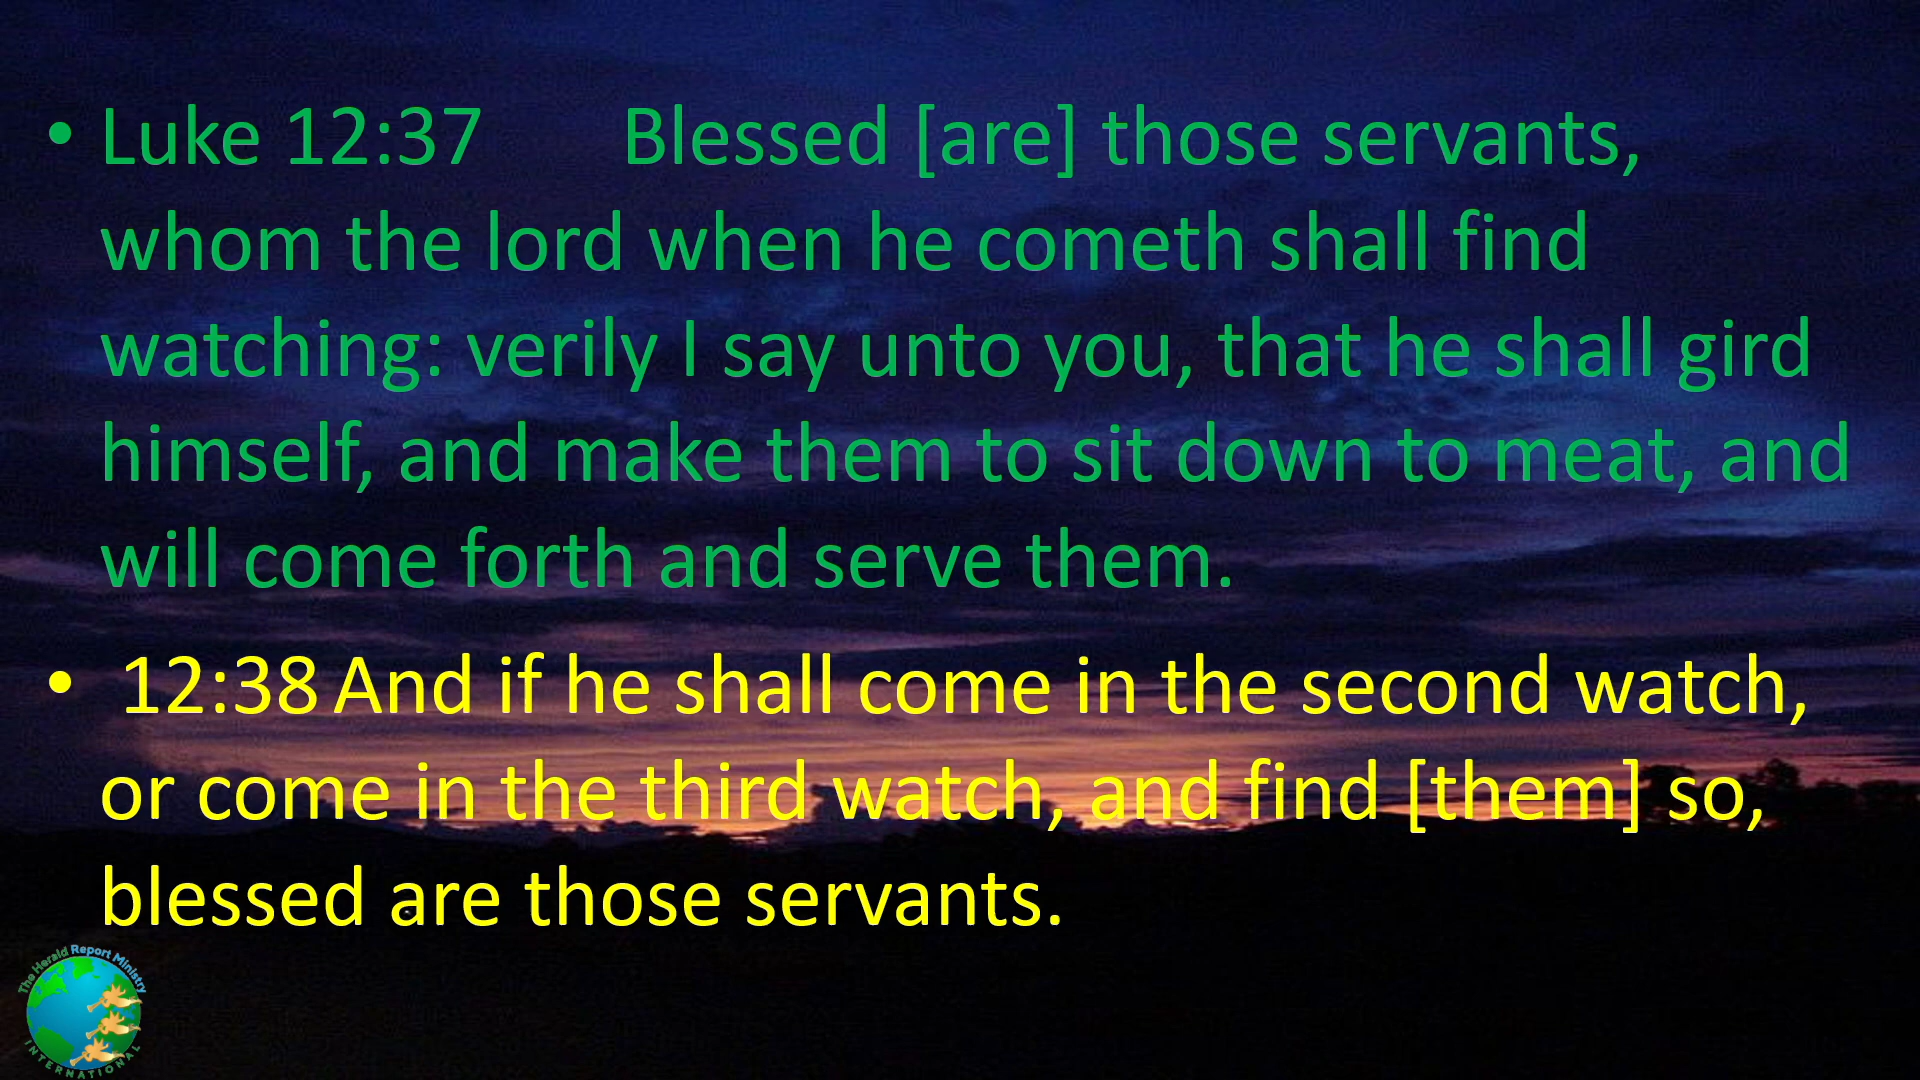 • Luke 12:37 Blessed [are] those servants,
whom the lord when he cometh shall find
watching: verily I say unto you, that he shall gird
himself, and make them to sit down to meat, and
will come forth and serve them.
• 12:38 And if he shall come in the second watch,
or come in the third watch, and find [them] so,
blessed are those servants.
The Herald Report Ministry
INTERNATIONAL